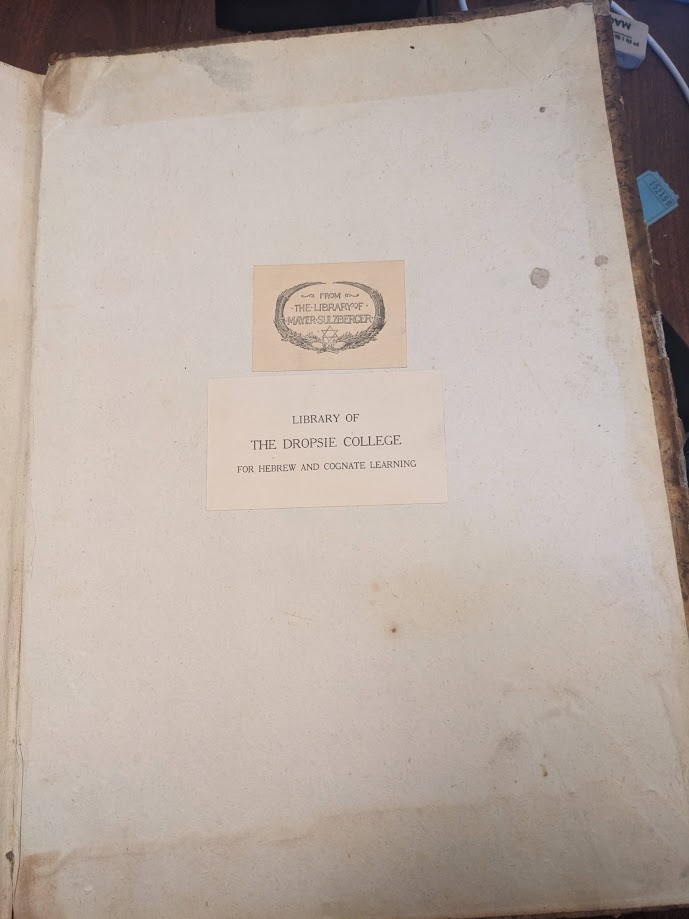 FROM
·THE·LIBRARY OF·
MAYER·SULZBERGER·
LIBRARY OF
THE DROPSIE COLLEGE
FOR HEBREW AND COGNATE LEARNING